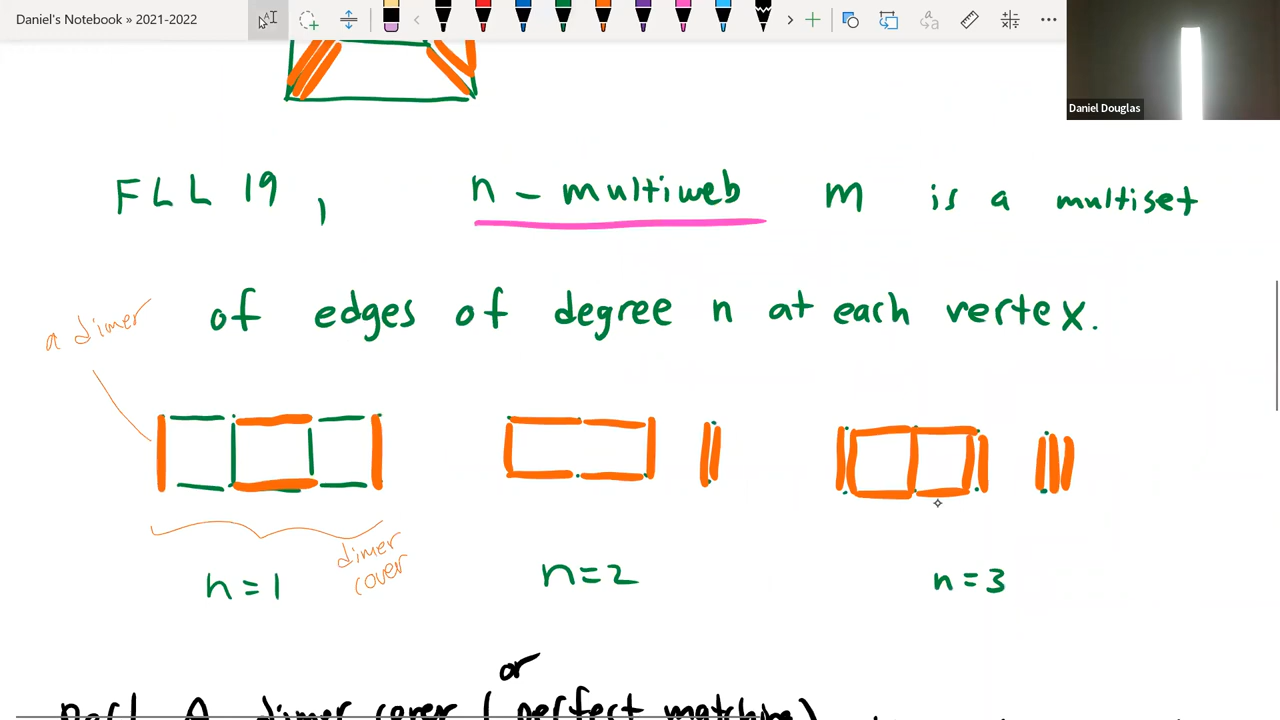 Daniel's Notebook » 2021-2022
Daniel Douglas
FLL 19, n - multiweb m is a multiset
of edges of degree n at each vertex.
a dimer
dimer
cover
n=1
n=2
n=3
or
A dimer cover ( perfect matching)